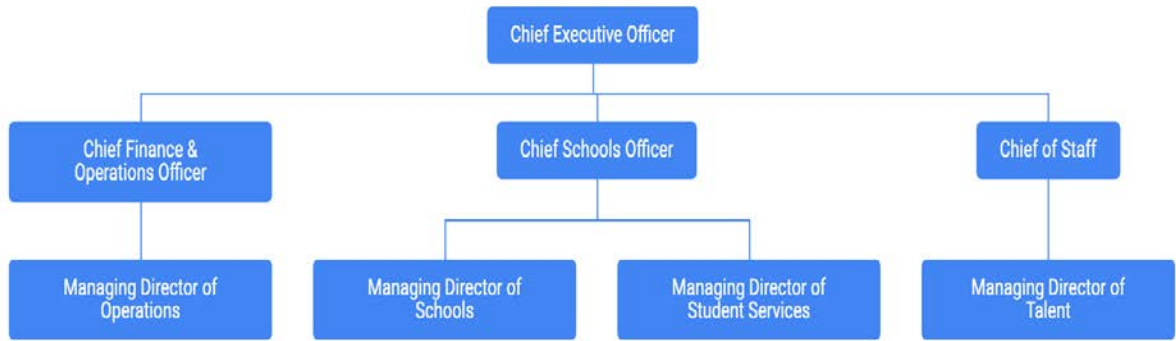 Chief Executive Officer
Chief Finance &
Operations Officer
Chief Schools Officer
Chief of Staff
Managing Director of
Operations
Managing Director of
Schools
Managing Director of
Student Services
Managing Director of
Talent